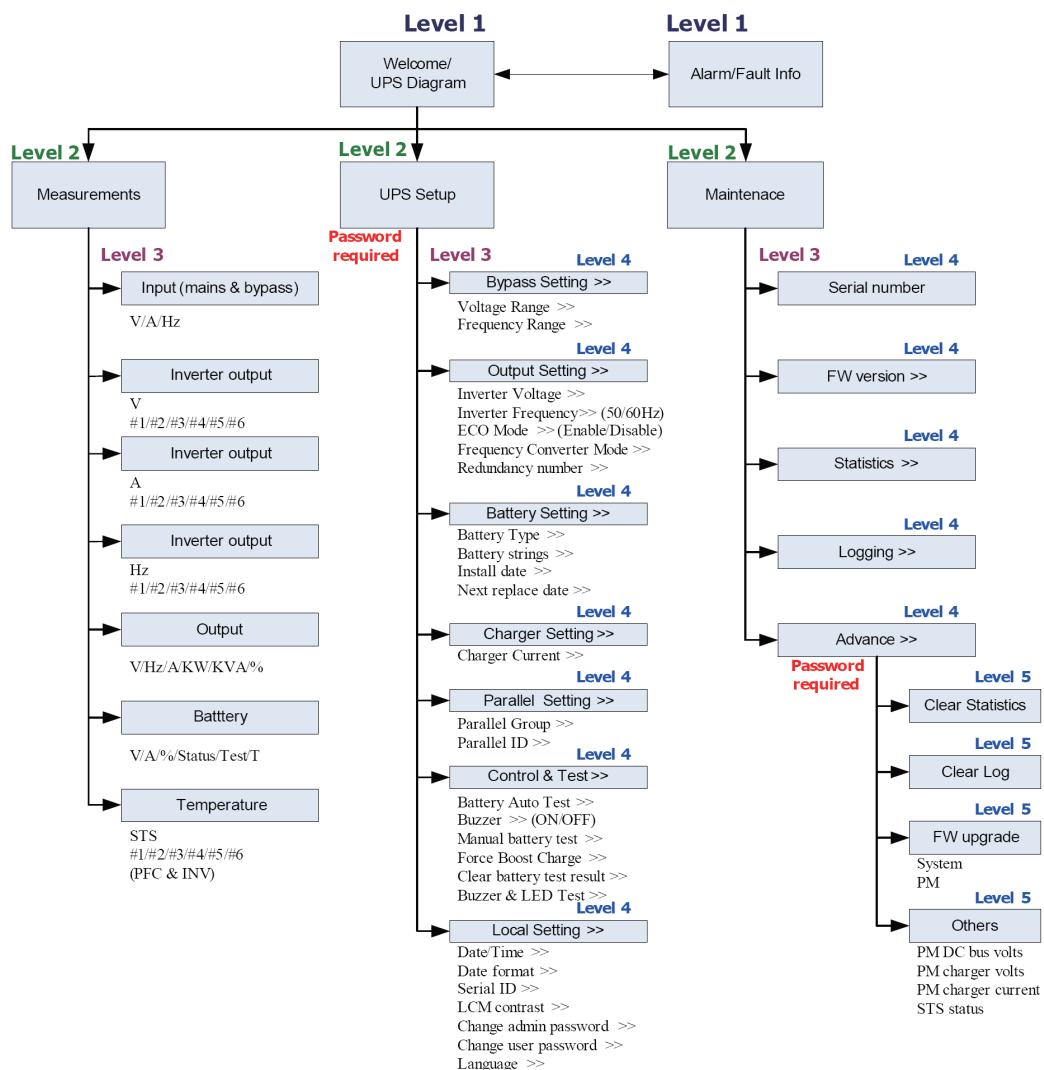 Level 1
Level 1
Welcome/
UPS Diagram
Alarm/Fault Info
Level 2
Measurements
Level 3
Input (mains & bypass)
V/A/Hz
Inverter output
V
#1/#2/#3/#4/#5/#6
Inverter output
A
#1/#2/#3/#4/#5/#6
Inverter output
Hz
#1/#2/#3/#4/#5/#6
Output
V/Hz/A/KW/KVA/%
Batttery
V/A/%/Status/Test/T
Temperature
STS
#1/#2/#3/#4/#5/#6
(PFC & INV)
Level 2
UPS Setup
Password
required
Level 3
Level 4
Bypass Setting >>
Voltage Range >>
Frequency Range >>
Level 4
Output Setting >>
Inverter Voltage >>
Inverter Frequency>> (50/60Hz)
ECO Mode >> (Enable/Disable)
Frequency Converter Mode >>
Redundancy number >>
Level 4
Battery Setting >>
Battery Type >>
Battery strings >>
Install date >>
Next replace date >>
Level 4
Charger Setting >>
Charger Current >>
Level 4
Parallel Setting >>
Parallel Group >>
Parallel ID >>
Level 4
Control & Test >>
Battery Auto Test >>
Buzzer >> (ON/OFF)
Manual battery test >>
Force Boost Charge >>
Clear battery test result >>
Buzzer & LED Test >>
Level 4
Local Setting >>
Date/Time >>
Date format >>
Serial ID >>
LCM contrast >>
Change admin password >>
Change user password >>
Language >>
Level 2
Maintenace
Level 3
Level 4
Serial number
Level 4
FW version >>
Level 4
Statistics >>
Level 4
Logging >>
Level 4
Advance >>
Password
required
Level 5
Clear Statistics
Level 5
Clear Log
Level 5
FW upgrade
System
PM
Level 5
Others
PM DC bus volts
PM charger volts
PM charger current
STS status